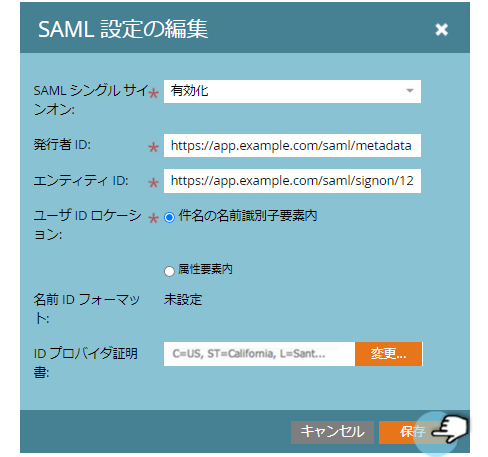 SAML 設定の編集
SAML シングル サイ
ンオン:
* 有効化
発行者 ID:
* https://app.example.com/saml/metadata
エンティティ ID:
* https://app.example.com/saml/signon/12
ユーザ ID ロケーシ
ョン:
* 件名の名前識別子要素内
属性要素内
名前 ID フォーマッ
ト:
未設定
ID プロバイダ証明
書:
C=US, ST=California, L=Sant...
変更...
キャンセル
保存